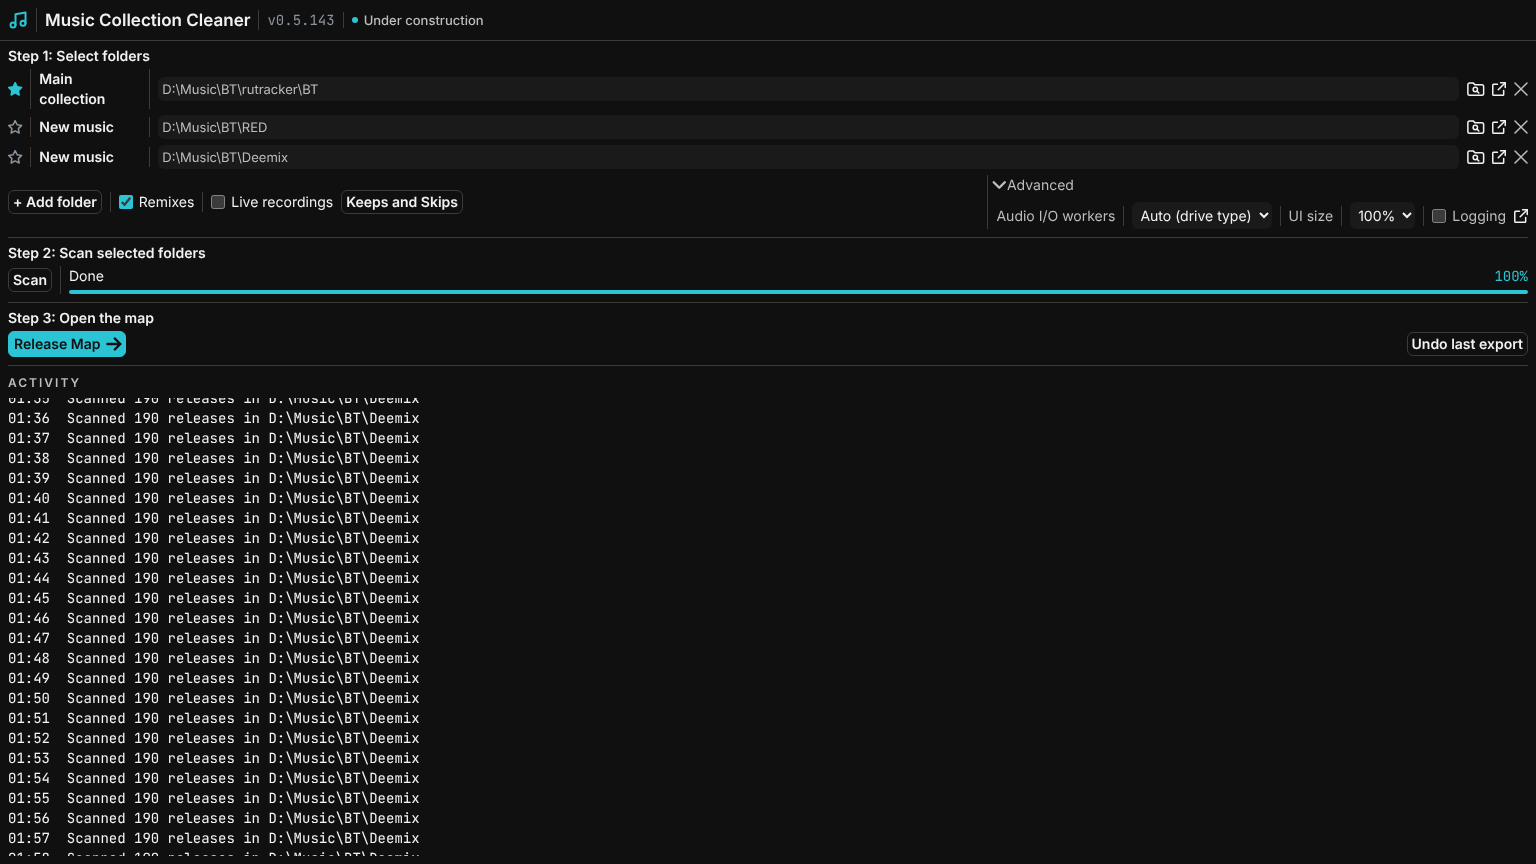 Music Collection Cleaner v0.5.143 Under construction
Step 1: Select folders
Main collection D:\Music\BT\rutracker\BT
New music D:\Music\BT\RED
New music D:\Music\BT\Deemix
Advanced
+ Add folder Remixes Live recordings Keeps and Skips
Audio I/O workers Auto (drive type) UI size 100% Logging
Step 2: Scan selected folders
Scan Done 100%
Step 3: Open the map
Release Map Undo last export
ACTIVITY
01:35 Scanned 190 releases in D:\Music\BT\Deemix
01:36 Scanned 190 releases in D:\Music\BT\Deemix
01:37 Scanned 190 releases in D:\Music\BT\Deemix
01:38 Scanned 190 releases in D:\Music\BT\Deemix
01:39 Scanned 190 releases in D:\Music\BT\Deemix
01:40 Scanned 190 releases in D:\Music\BT\Deemix
01:41 Scanned 190 releases in D:\Music\BT\Deemix
01:42 Scanned 190 releases in D:\Music\BT\Deemix
01:43 Scanned 190 releases in D:\Music\BT\Deemix
01:44 Scanned 190 releases in D:\Music\BT\Deemix
01:45 Scanned 190 releases in D:\Music\BT\Deemix
01:46 Scanned 190 releases in D:\Music\BT\Deemix
01:47 Scanned 190 releases in D:\Music\BT\Deemix
01:48 Scanned 190 releases in D:\Music\BT\Deemix
01:49 Scanned 190 releases in D:\Music\BT\Deemix
01:50 Scanned 190 releases in D:\Music\BT\Deemix
01:51 Scanned 190 releases in D:\Music\BT\Deemix
01:52 Scanned 190 releases in D:\Music\BT\Deemix
01:53 Scanned 190 releases in D:\Music\BT\Deemix
01:54 Scanned 190 releases in D:\Music\BT\Deemix
01:55 Scanned 190 releases in D:\Music\BT\Deemix
01:56 Scanned 190 releases in D:\Music\BT\Deemix
01:57 Scanned 190 releases in D:\Music\BT\Deemix